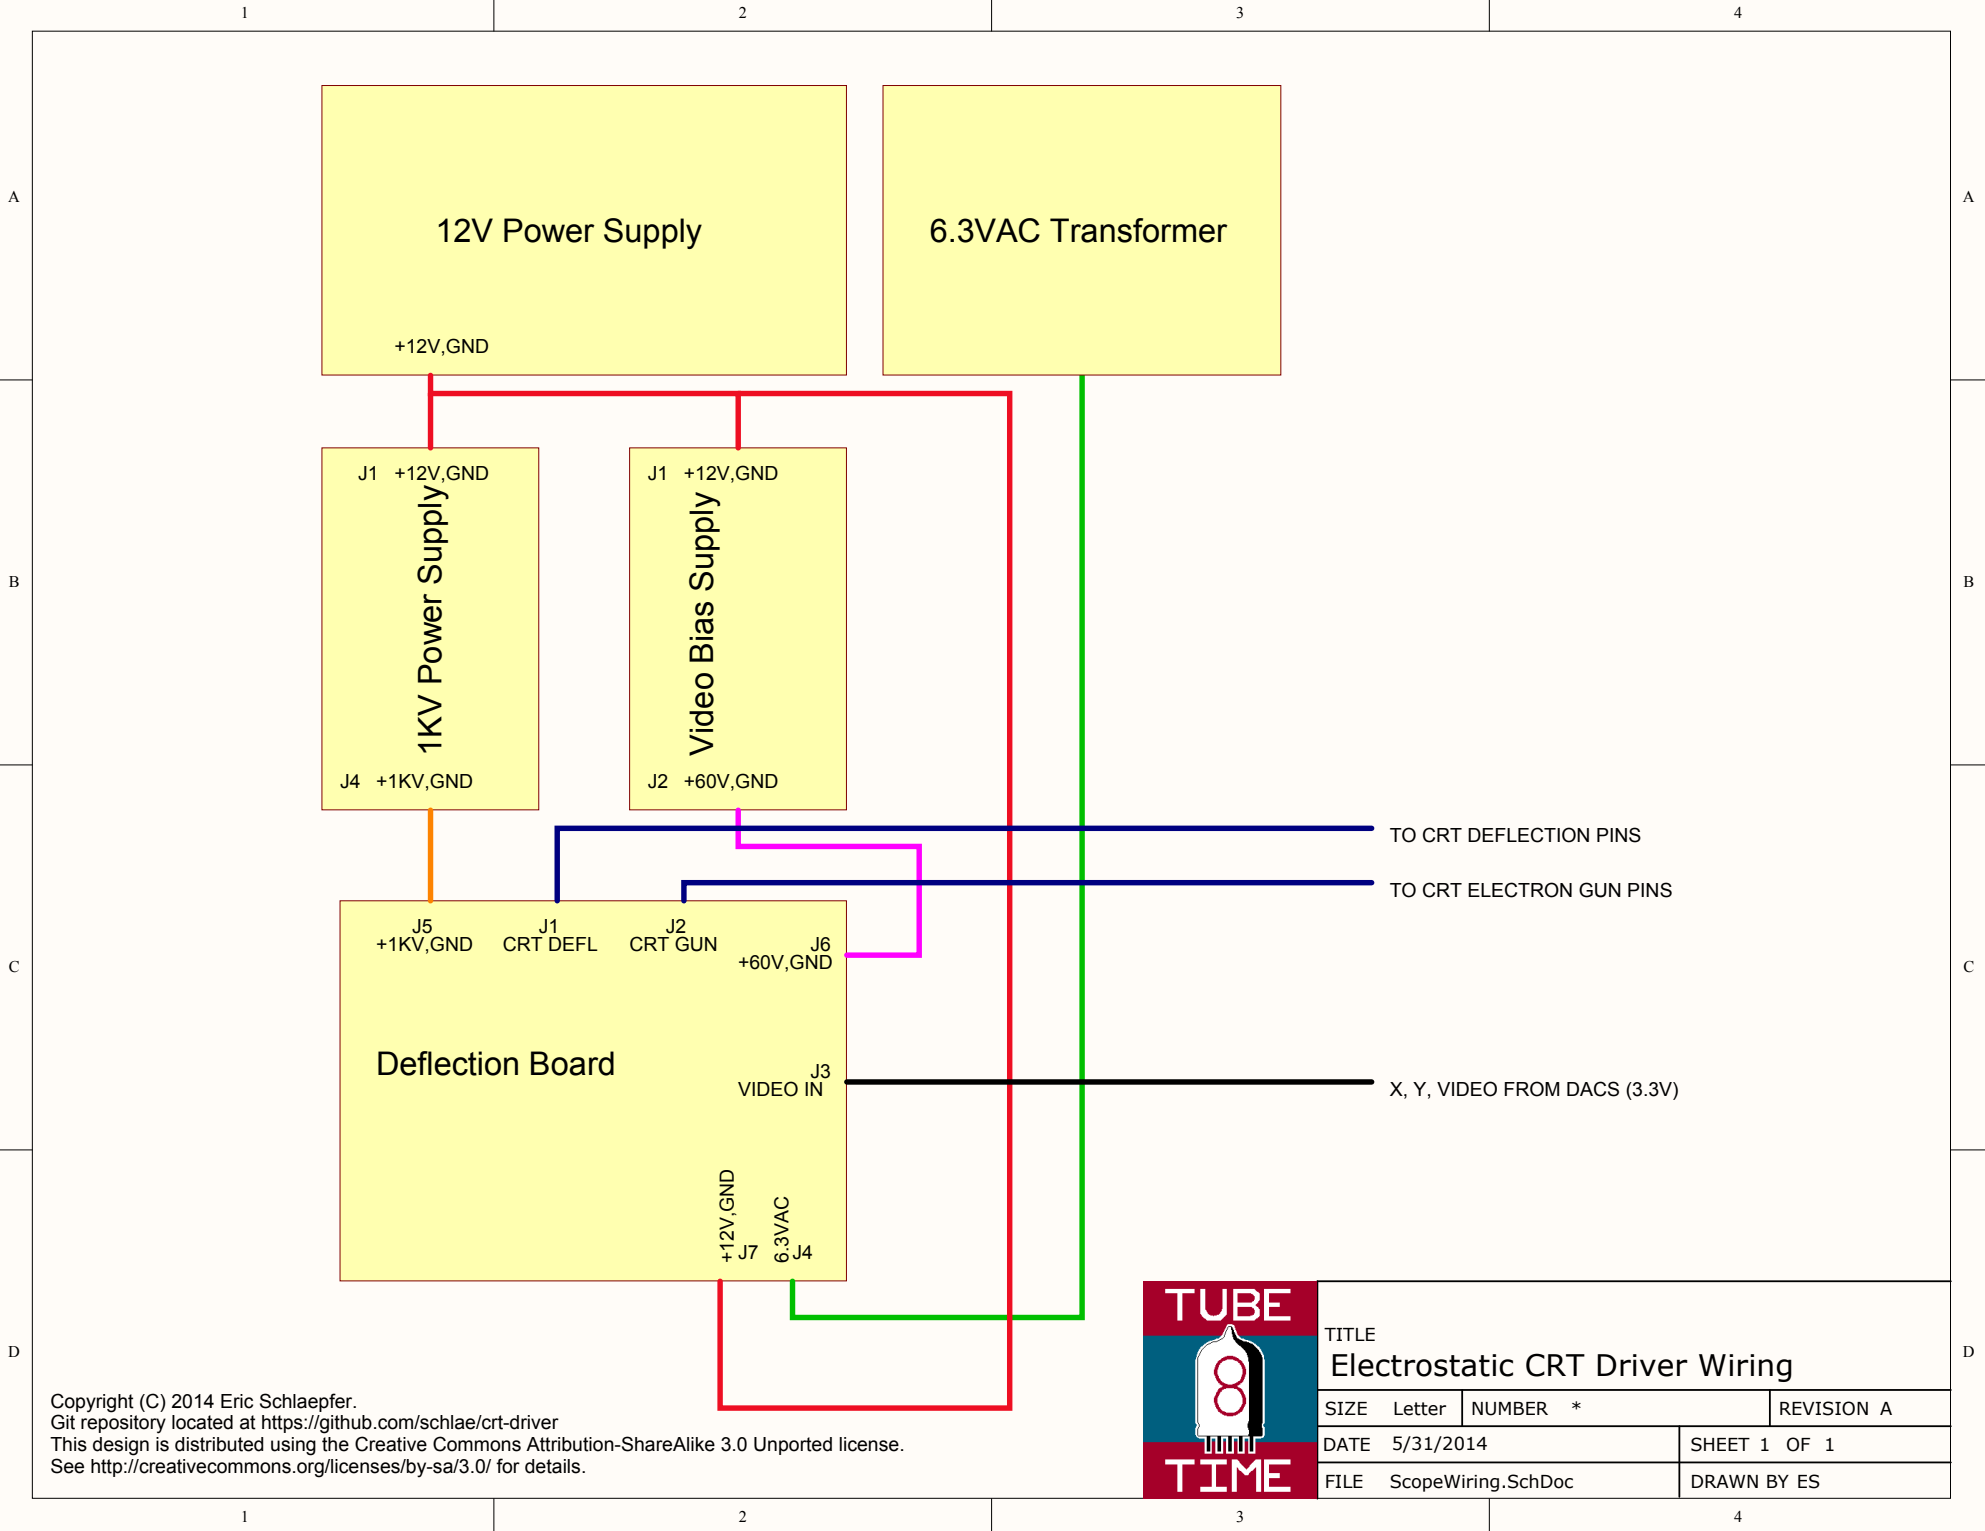 1 2 3 4
A A
12V Power Supply
6.3VAC Transformer
+12V,GND
J1 +12V,GND
J1 +12V,GND
1KV Power Supply
Video Bias Supply
B B
J4 +1KV,GND
J2 +60V,GND
TO CRT DEFLECTION PINS
TO CRT ELECTRON GUN PINS
J5
+1KV,GND
J1
CRT DEFL
J2
CRT GUN
J6
+60V,GND
C C
Deflection Board
J3
VIDEO IN
X, Y, VIDEO FROM DACS (3.3V)
+12V,GND
J7
6.3VAC
J4
TUBE
TIME
TITLE
Electrostatic CRT Driver Wiring
D D
SIZE Letter NUMBER * REVISION A
DATE 5/31/2014 SHEET 1 OF 1
FILE ScopeWiring.SchDoc DRAWN BY ES
Copyright (C) 2014 Eric Schlaepfer.
Git repository located at https://github.com/schlae/crt-driver
This design is distributed using the Creative Commons Attribution-ShareAlike 3.0 Unported license.
See http://creativecommons.org/licenses/by-sa/3.0/ for details.
1 2 3 4